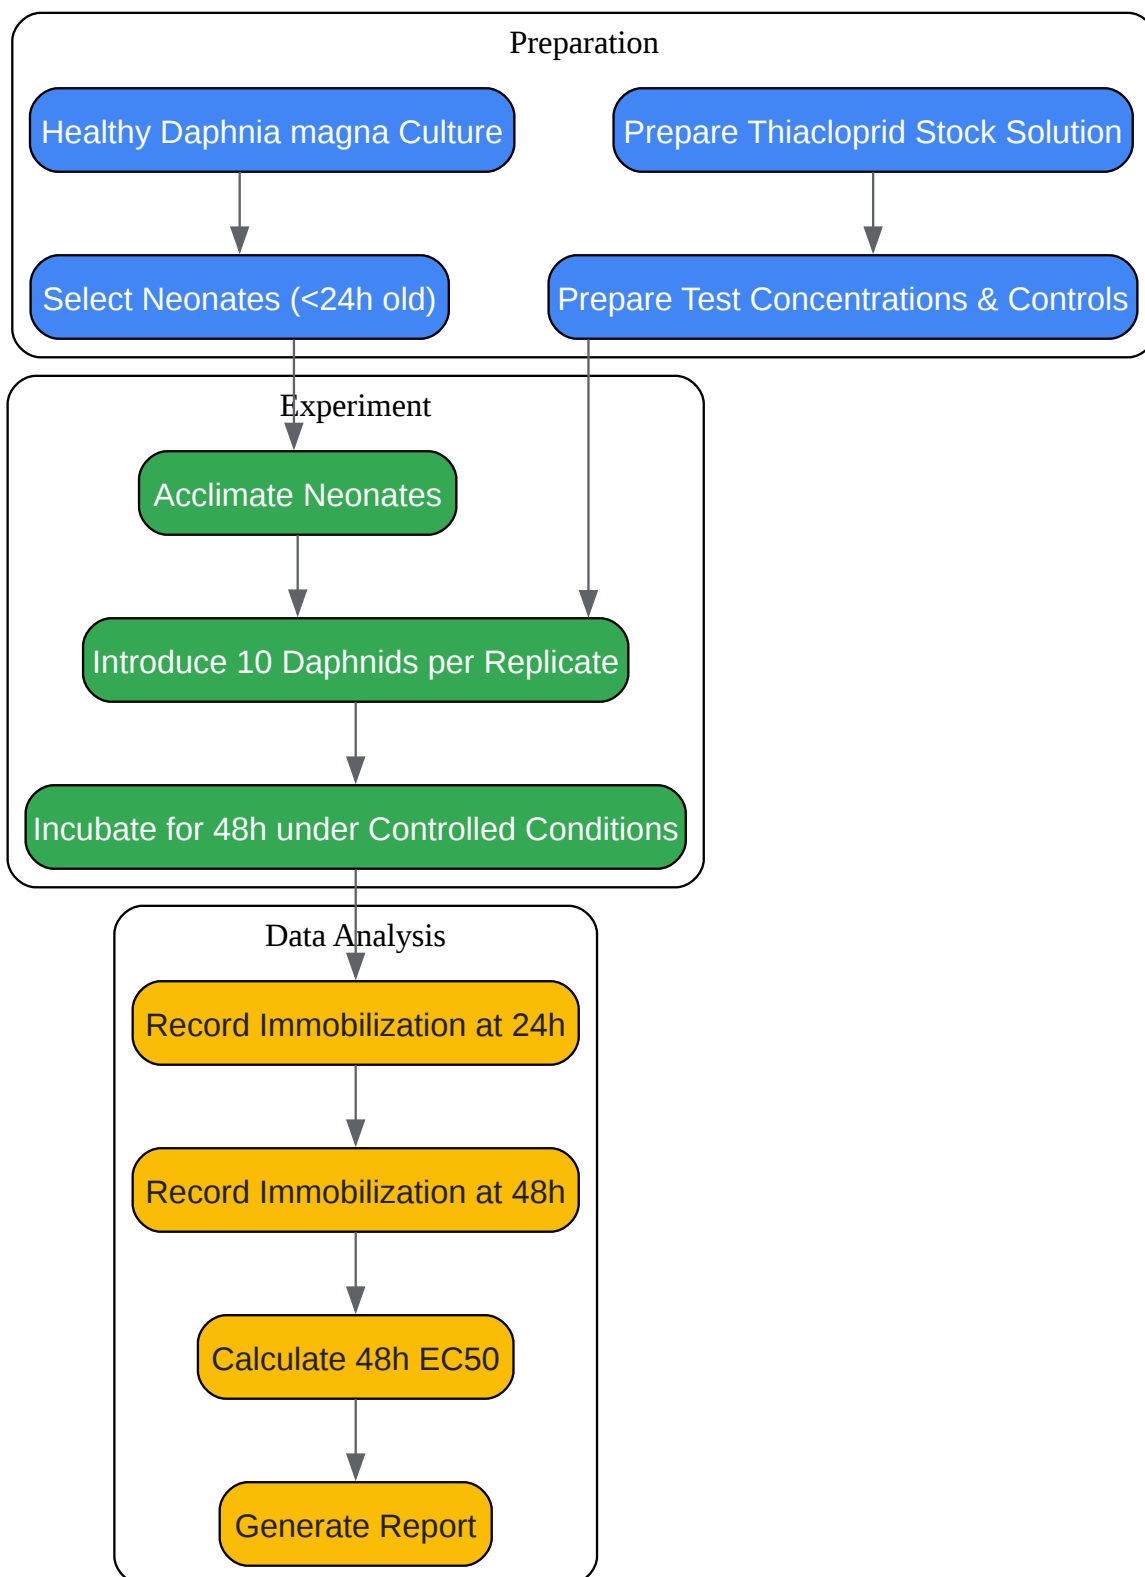 Preparation
Healthy Daphnia magna Culture
Prepare Thiacloprid Stock Solution
Select Neonates (<24h old)
Prepare Test Concentrations & Controls
Experiment
Acclimate Neonates
Introduce 10 Daphnids per Replicate
Incubate for 48h under Controlled Conditions
Data Analysis
Record Immobilization at 24h
Record Immobilization at 48h
Calculate 48h EC50
Generate Report